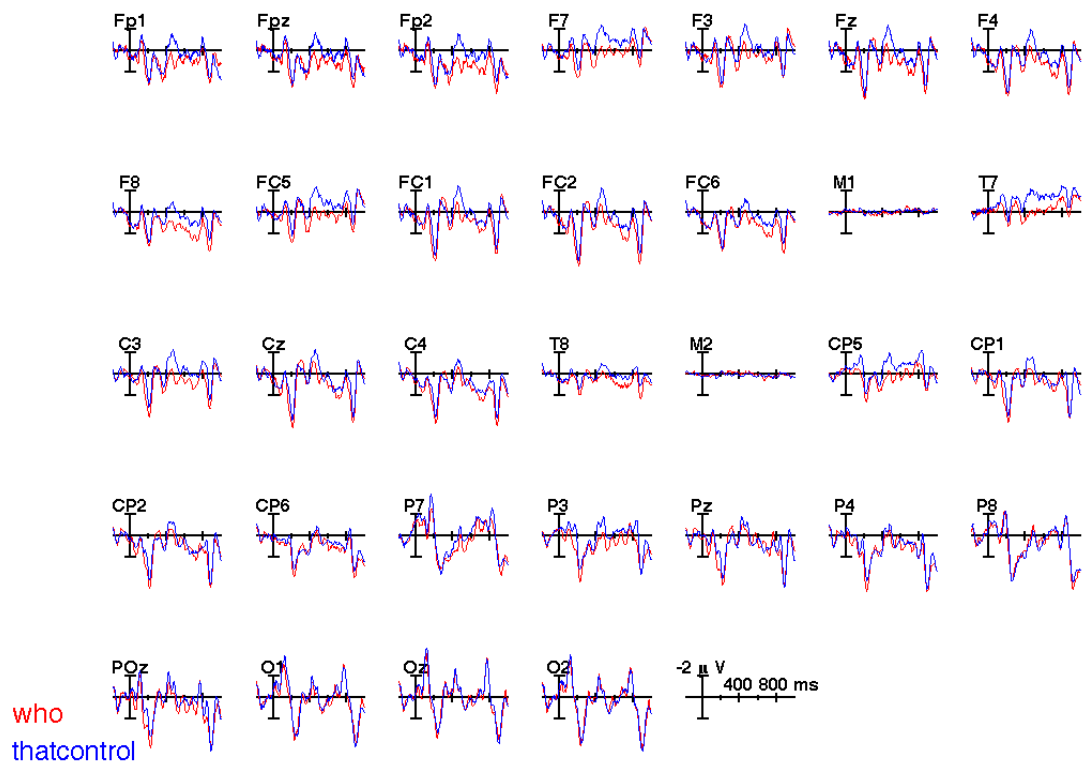 Fp1 Fpz Fp2 F7 F3 Fz F4
F8 FC5 FC1 FC2 FC6 M1 T7
C3 Cz C4 T8 M2 CP5 CP1
CP2 CP6 P7 P3 Pz P4 P8
POz O1 Oz O2 -2 μ V
400 800 ms
who
thatcontrol